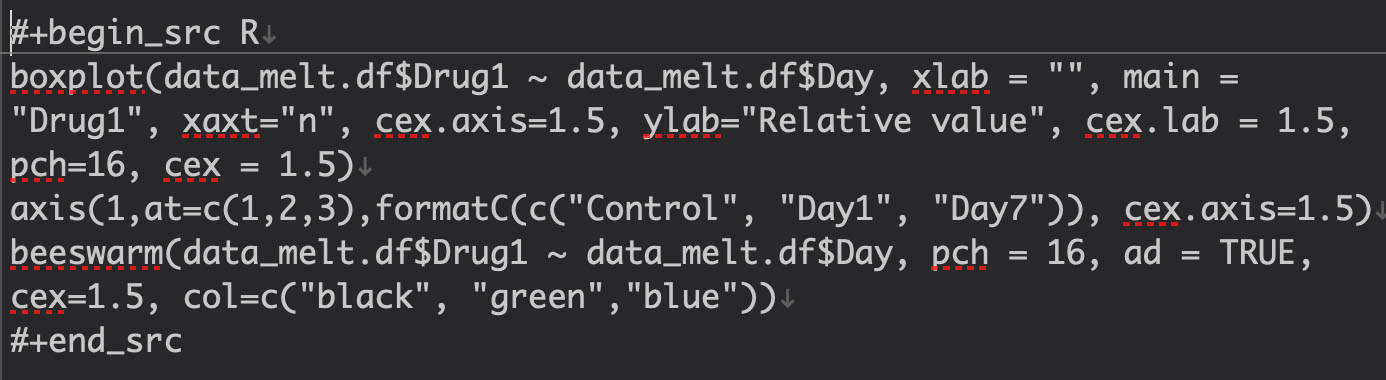 #+begin_src R↓
boxplot(data_melt.df$Drug1 ~ data_melt.df$Day, xlab = "", main =
"Drug1", xaxt="n", cex.axis=1.5, ylab="Relative value", cex.lab = 1.5,
pch=16, cex = 1.5)↓
axis(1,at=c(1,2,3),formatC(c("Control", "Day1", "Day7")), cex.axis=1.5)↓
beeswarm(data_melt.df$Drug1 ~ data_melt.df$Day, pch = 16, ad = TRUE,
cex=1.5, col=c("black", "green","blue"))↓
#+end_src